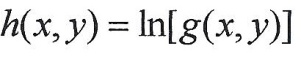 h(x, y) = ln[g(x, y)]